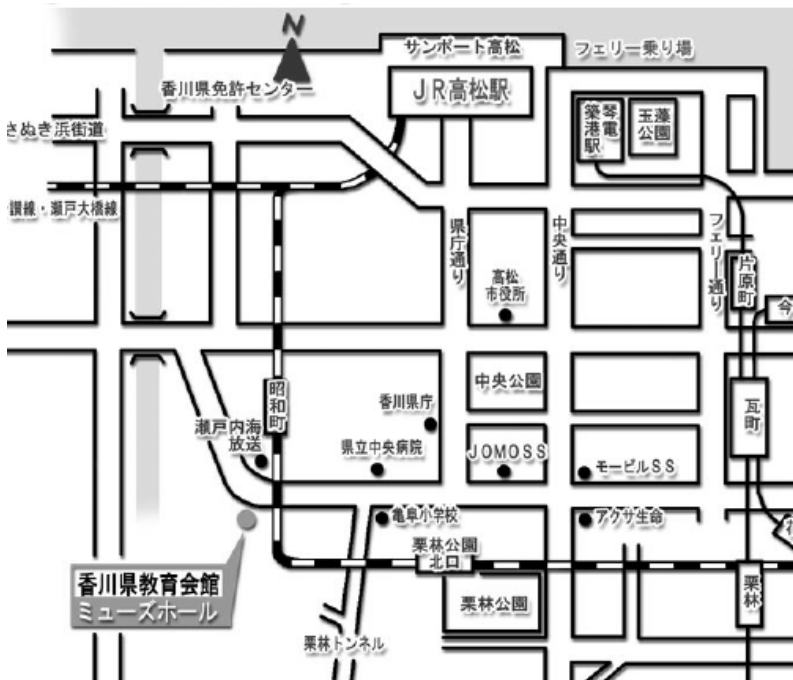 N
サンポート高松
フェリー乗り場
香川県免許センター
JR高松駅
築港駅
琴電
玉藻
公園
さぬき浜街道
讃線・瀬戸大橋線
県庁通り
中央通り
フェリー通り
片原町
高松
市役所
今
中央公園
昭和町
香川県庁
瓦町
瀬戸内海
放送
県立中央病院
JOMOSS
モービルSS
亀阜小学校
アクサ生命
栗林公園
北口
香川県教育会館
ミューズホール
栗林公園
栗林
栗林トンネル